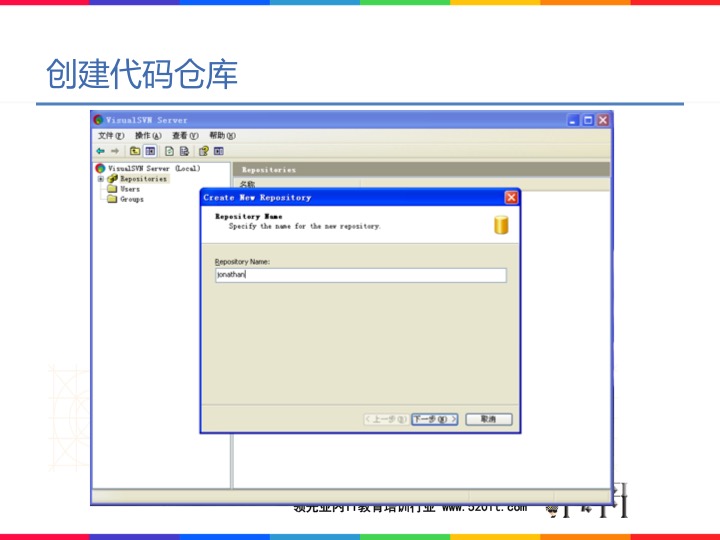 创建代码仓库
VisualSVN Server
文件(F) 操作(A) 查看(V) 帮助(H)
VisualSVN Server (Local)
Repositories
Users
Groups
Repositories
名称
Create New Repository
Repository Name
Specify the name for the new repository.
Repository Name:
jonathan
< 上一步(B) 下一步(N) > 取消
领先业内IT教育培训行业 www.520it.com